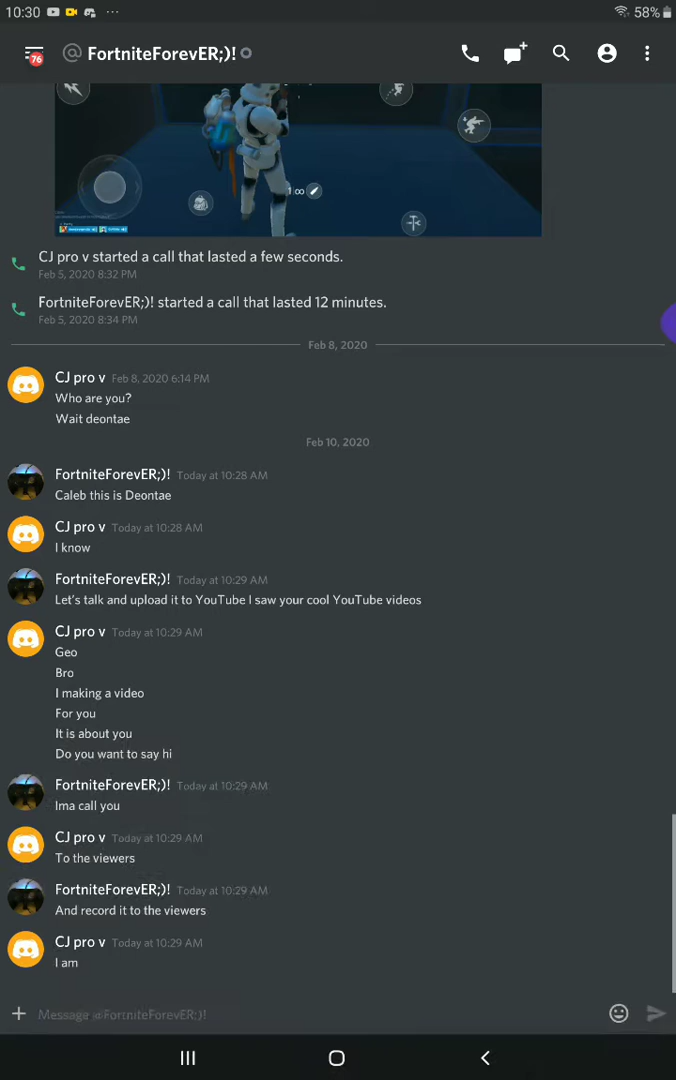 10:30
58%
76
@ FortniteForevER;)!
1 ∞
CJ pro v started a call that lasted a few seconds.
Feb 5, 2020 8:32 PM
FortniteForevER;)! started a call that lasted 12 minutes.
Feb 5, 2020 8:34 PM
Feb 8, 2020
CJ pro v Feb 8, 2020 6:14 PM
Who are you?
Wait deontae
Feb 10, 2020
FortniteForevER;)! Today at 10:28 AM
Caleb this is Deontae
CJ pro v Today at 10:28 AM
I know
FortniteForevER;)! Today at 10:29 AM
Let's talk and upload it to YouTube I saw your cool YouTube videos
CJ pro v Today at 10:29 AM
Geo
Bro
I making a video
For you
It is about you
Do you want to say hi
FortniteForevER;)! Today at 10:29 AM
Ima call you
CJ pro v Today at 10:29 AM
To the viewers
FortniteForevER;)! Today at 10:29 AM
And record it to the viewers
CJ pro v Today at 10:29 AM
I am
Message @FortniteForevER;)!